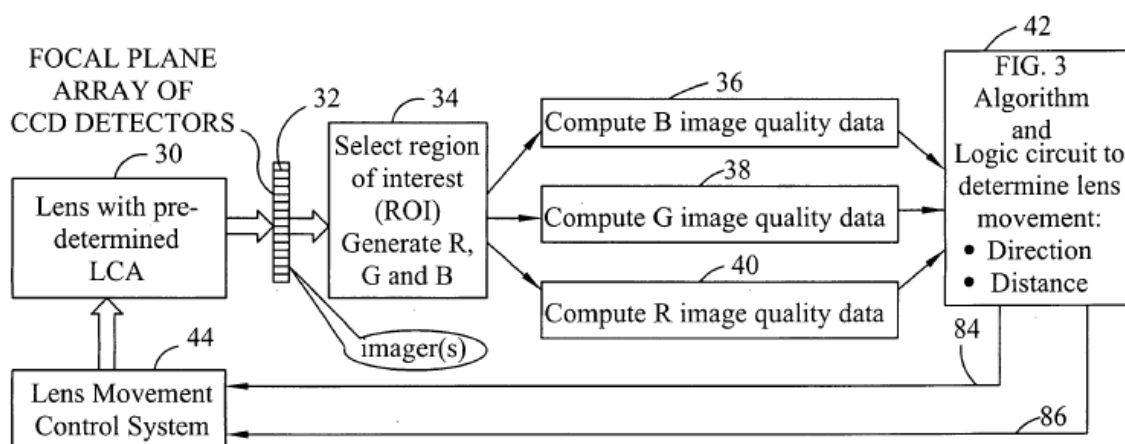 FOCAL PLANE
ARRAY OF
CCD DETECTORS
30
Lens with pre-
determined
LCA
32
34
Select region
of interest
(ROI)
Generate R,
G and B
imager(s)
36
Compute B image quality data
38
Compute G image quality data
40
Compute R image quality data
42
FIG. 3
Algorithm
and
Logic circuit to
determine lens
movement:
• Direction
• Distance
44
Lens Movement
Control System
84
86